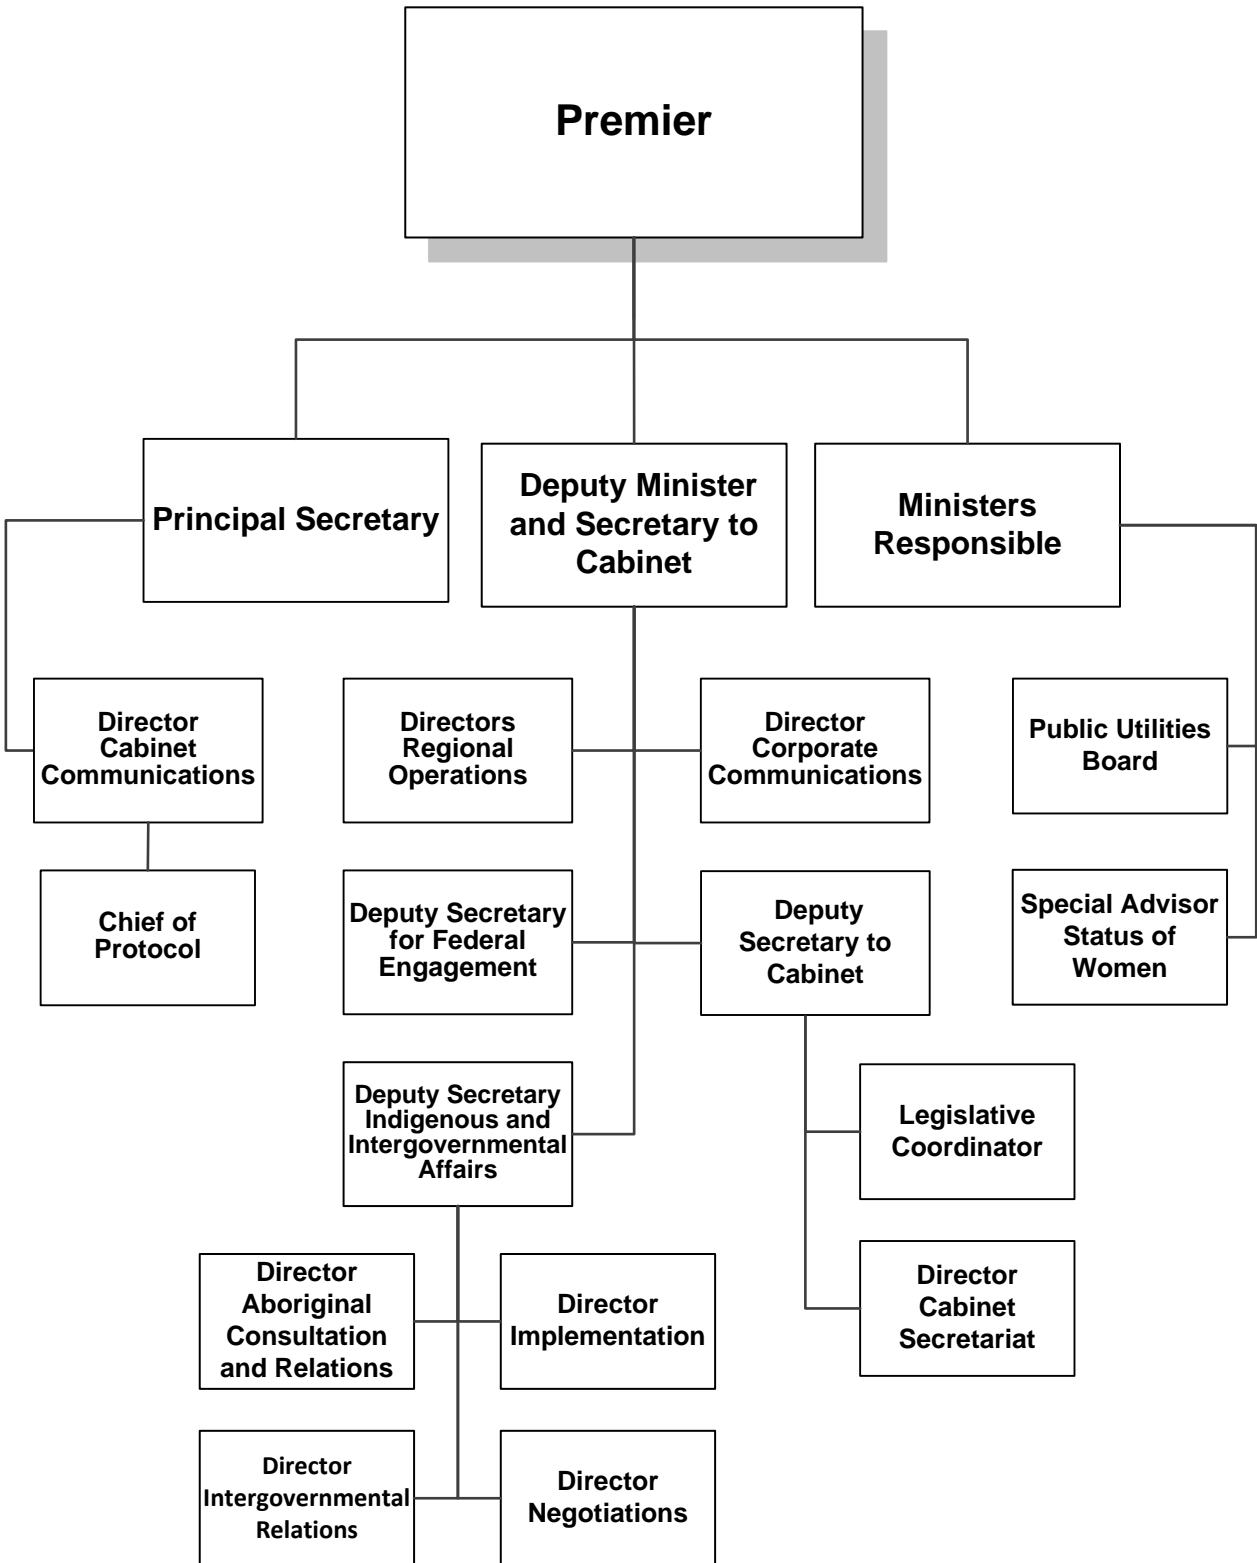 Premier
Principal Secretary
Deputy Minister
and Secretary to
Cabinet
Ministers
Responsible
Director
Cabinet
Communications
Directors
Regional
Operations
Director
Corporate
Communications
Public Utilities
Board
Chief of
Protocol
Deputy Secretary
for Federal
Engagement
Deputy
Secretary to
Cabinet
Special Advisor
Status of
Women
Deputy Secretary
Indigenous and
Intergovernmental
Affairs
Legislative
Coordinator
Director
Aboriginal
Consultation
and Relations
Director
Implementation
Director
Cabinet
Secretariat
Director
Intergovernmental
Relations
Director
Negotiations